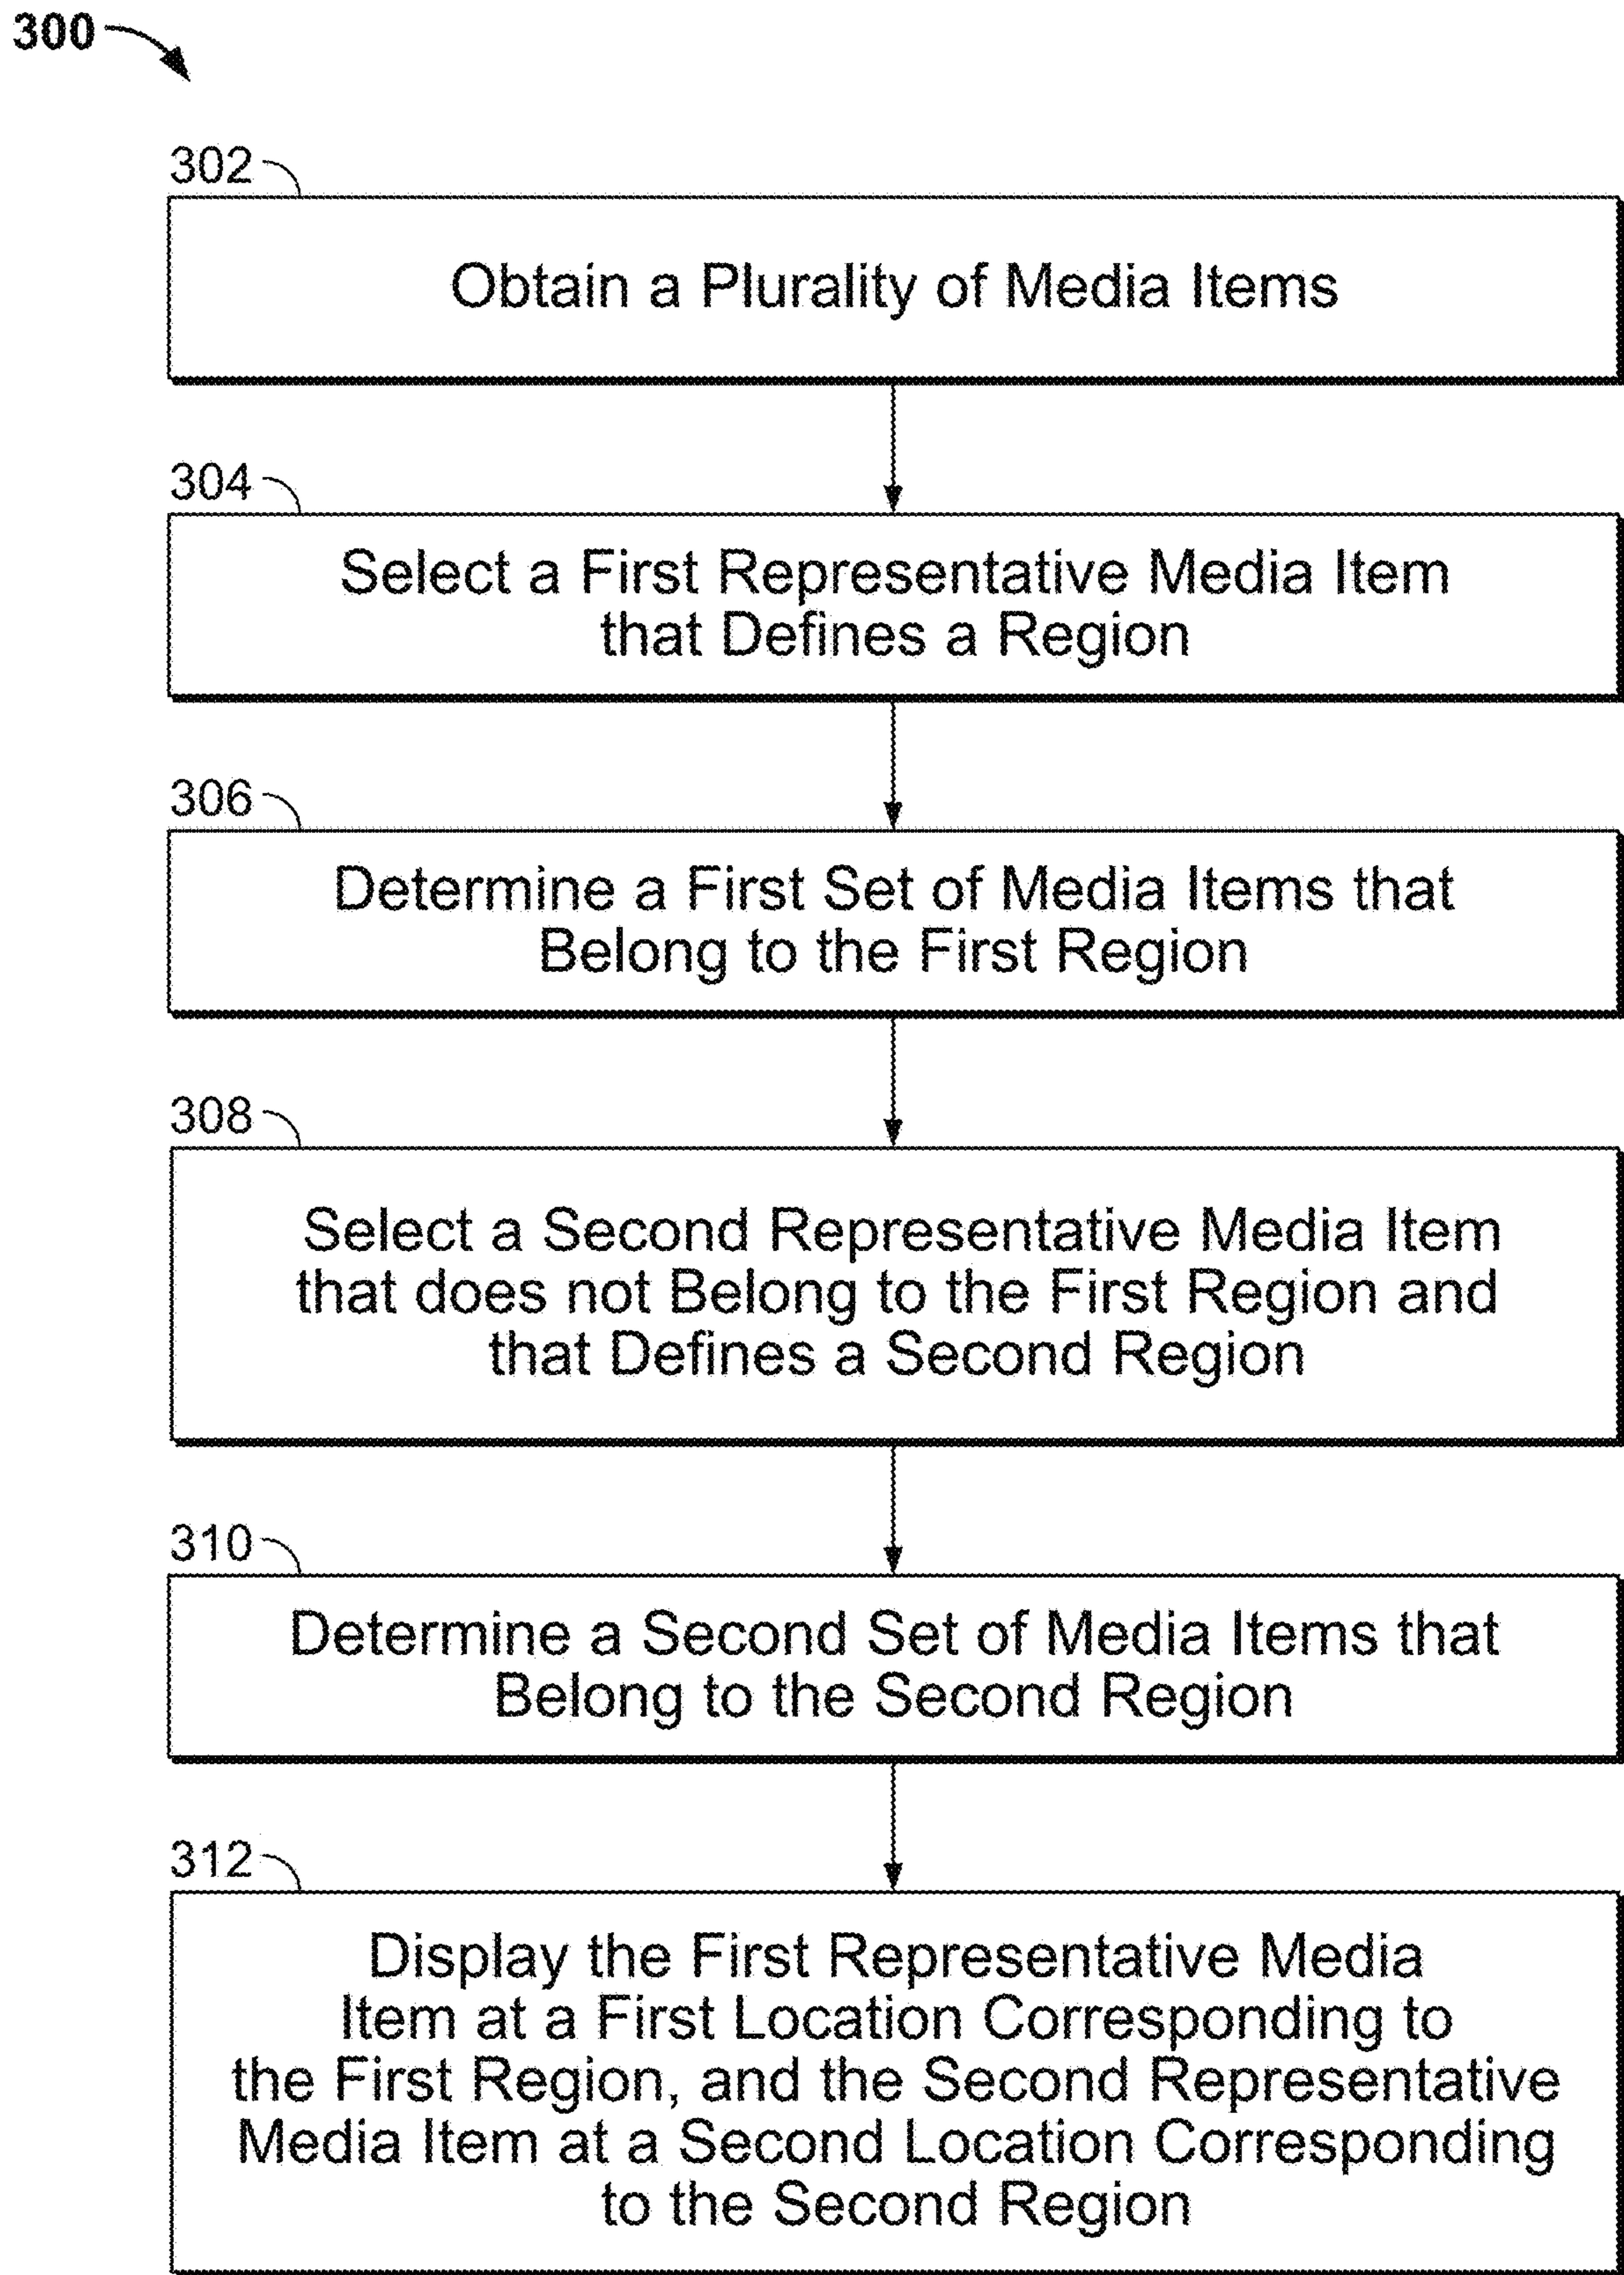 300
302
Obtain a Plurality of Media Items
304
Select a First Representative Media Item
that Defines a Region
306
Determine a First Set of Media Items that
Belong to the First Region
308
Select a Second Representative Media Item
that does not Belong to the First Region and
that Defines a Second Region
310
Determine a Second Set of Media Items that
Belong to the Second Region
312
Display the First Representative Media
Item at a First Location Corresponding to
the First Region, and the Second Representative
Media Item at a Second Location Corresponding
to the Second Region